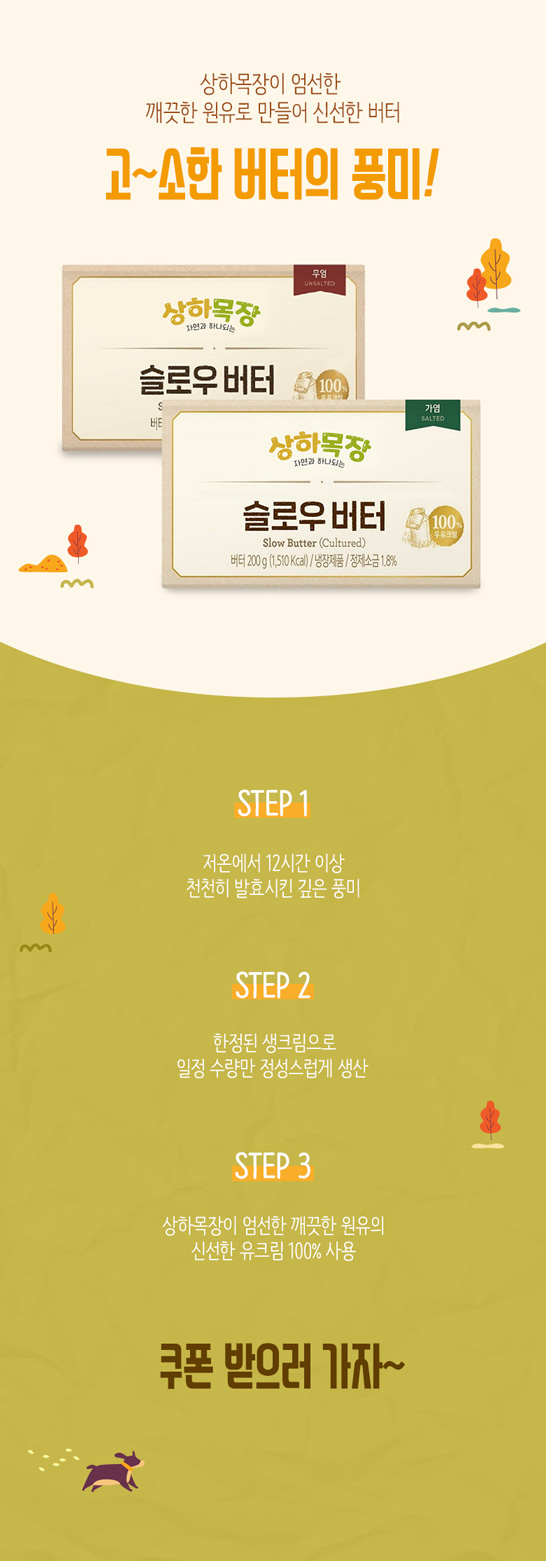 상하목장이 엄선한
깨끗한 원유로 만들어 신선한 버터
고~소한 버터의 풍미!
무염
UNSALTED
상하목장
자연과 하나되는
슬로우 버터
100%
가염
SALTED
상하목장
자연과 하나되는
슬로우 버터
100%
우유크림
Slow Butter (Cultured)
버터 200 g (1,510 Kcal) / 냉장제품 / 정제소금 1.8%
STEP 1
저온에서 12시간 이상
천천히 발효시킨 깊은 풍미
STEP 2
한정된 생크림으로
일정 수량만 정성스럽게 생산
STEP 3
상하목장이 엄선한 깨끗한 원유의
신선한 유크림 100% 사용
쿠폰 받으러 가자~